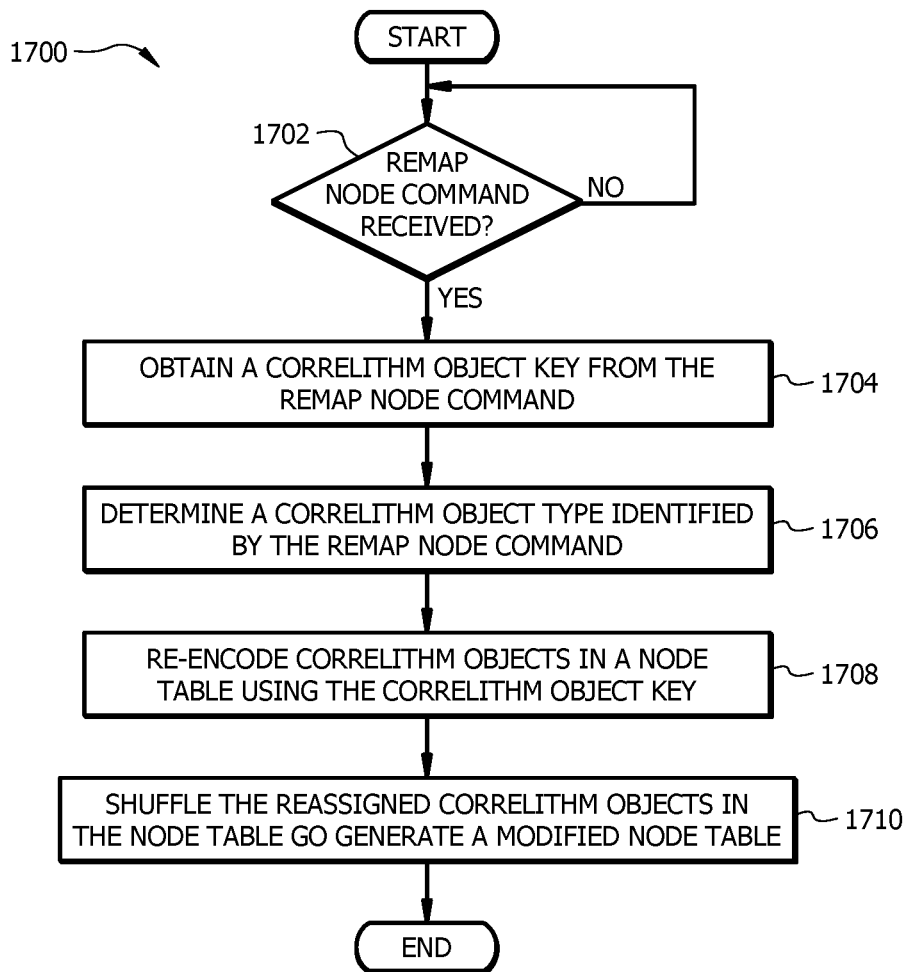 1700
START
1702
REMAP
NODE COMMAND
RECEIVED?
NO
YES
OBTAIN A CORRELITHM OBJECT KEY FROM THE
REMAP NODE COMMAND
1704
DETERMINE A CORRELITHM OBJECT TYPE IDENTIFIED
BY THE REMAP NODE COMMAND
1706
RE-ENCODE CORRELITHM OBJECTS IN A NODE
TABLE USING THE CORRELITHM OBJECT KEY
1708
SHUFFLE THE REASSIGNED CORRELITHM OBJECTS IN
THE NODE TABLE GO GENERATE A MODIFIED NODE TABLE
1710
END